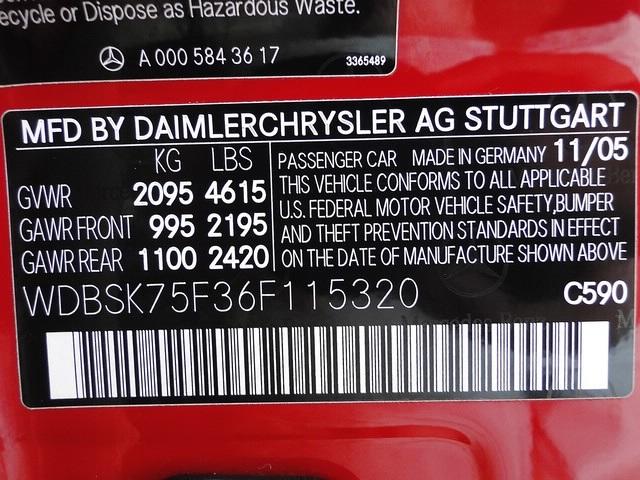 ecycle or Dispose as Hazardous Waste.
A 000 584 36 17 3365489
MFD BY DAIMLERCHRYSLER AG STUTTGART
KG LBS
GVWR 2095 4615
GAWR FRONT 995 2195
GAWR REAR 1100 2420
PASSENGER CAR MADE IN GERMANY 11/05
THIS VEHICLE CONFORMS TO ALL APPLICABLE
U.S. FEDERAL MOTOR VEHICLE SAFETY,BUMPER
AND THEFT PREVENTION STANDARDS IN EFFECT
ON THE DATE OF MANUFACTURE SHOWN ABOVE
WDBSK75F36F115320 C590
Mercedes-Benz